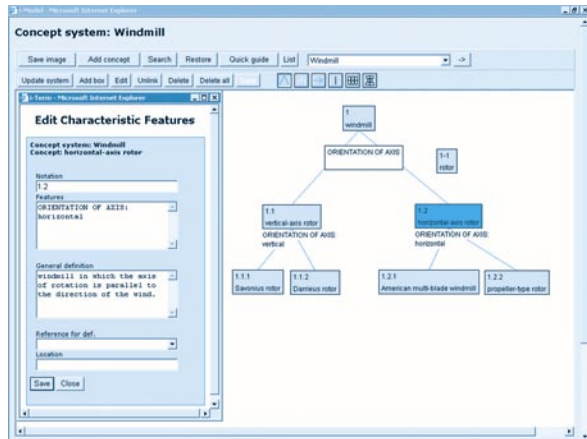 i-Model - Microsoft Internet Explorer
Concept system: Windmill
Save image Add concept Search Restore Quick guide List Windmill ->
Update system Add box Edit Unlink Delete Delete all
i-Term - Microsoft Internet Explorer
Edit Characteristic Features
Concept system: Windmill
Concept: horizontal-axis rotor
Notation
1.2
Features
ORIENTATION OF AXIS:
horizontal
General definition
windmill in which the axis
of rotation is parallel to
the direction of the wind.
Reference for def.
Location
Save Close
1
windmill
ORIENTATION OF AXIS
1-1
rotor
1.1
vertical-axis rotor
ORIENTATION OF AXIS:
vertical
1.2
horizontal-axis rotor
ORIENTATION OF AXIS:
horizontal
1.1.1
Savonius rotor
1.1.2
Darrieus rotor
1.2.1
American multi-blade windmill
1.2.2
propeller-type rotor